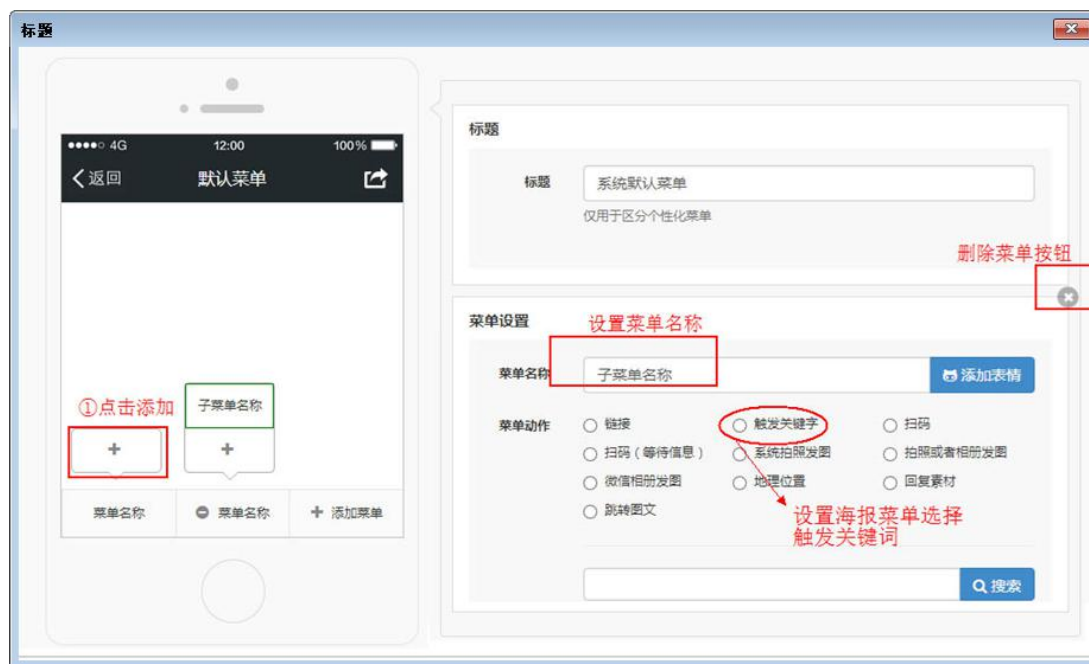 标题
●●●●○ 4G 12:00 100%
返回 默认菜单
①点击添加
子菜单名称
+ +
菜单名称 菜单名称 + 添加菜单
标题
标题 系统默认菜单
仅用于区分个性化菜单
删除菜单按钮
菜单设置 设置菜单名称
菜单名称 子菜单名称 添加表情
菜单动作 链接 触发关键字 扫码
扫码(等待信息) 系统拍照发图 拍照或者相册发图
微信相册发图 地理位置 回复素材
跳转图文
设置海报菜单选择
触发关键词
搜索